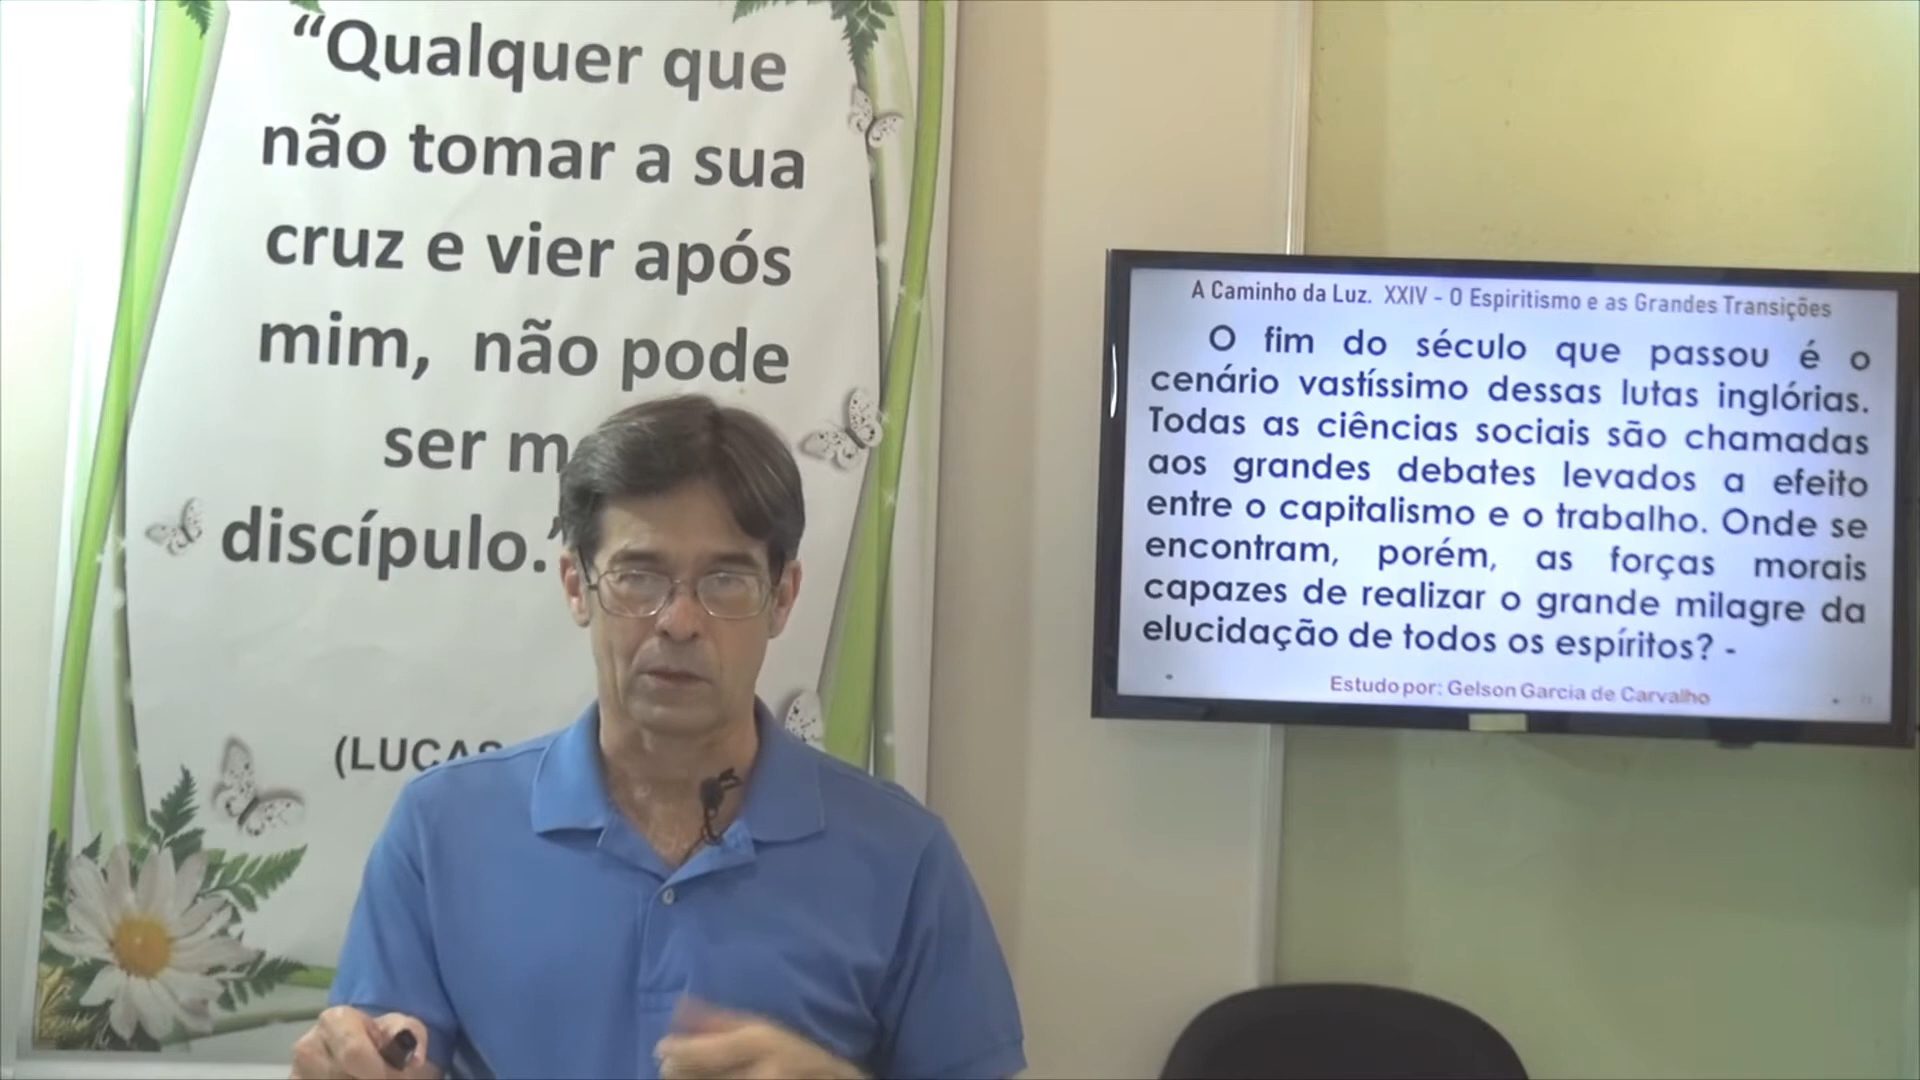 “Qualquer que
não tomar a sua
cruz e vier após
mim, não pode
ser
discípulo.”
A Caminho da Luz. XXIV - O Espiritismo e as Grandes Transições
O fim do século que passou é o
cenário vastíssimo dessas lutas inglórias.
Todas as ciências sociais são chamadas
aos grandes debates levados a efeito
entre o capitalismo e o trabalho. Onde se
encontram, porém, as forças morais
capazes de realizar o grande milagre da
elucidação de todos os espíritos? -
Estudo por: Gelson Garcia de Carvalho